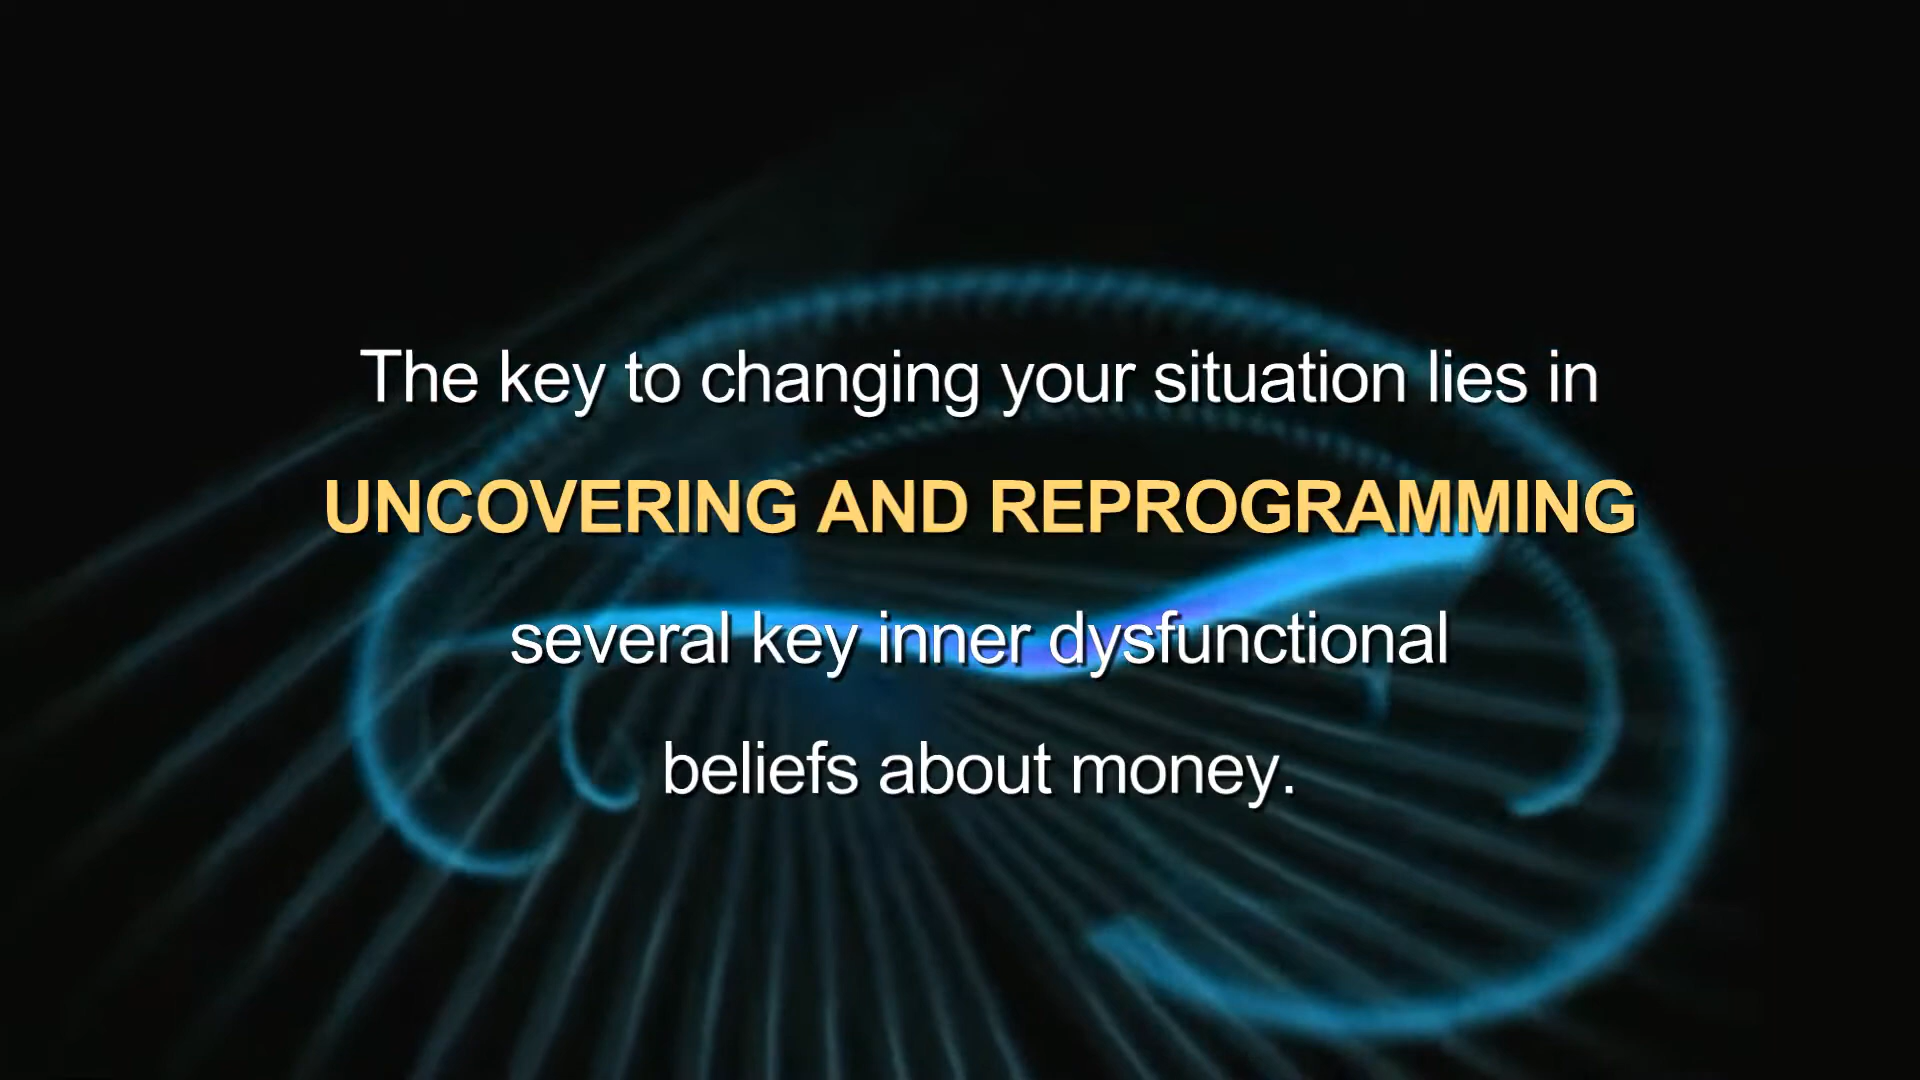 The key to changing your situation lies in
UNCOVERING AND REPROGRAMMING
several key inner dysfunctional
beliefs about money.